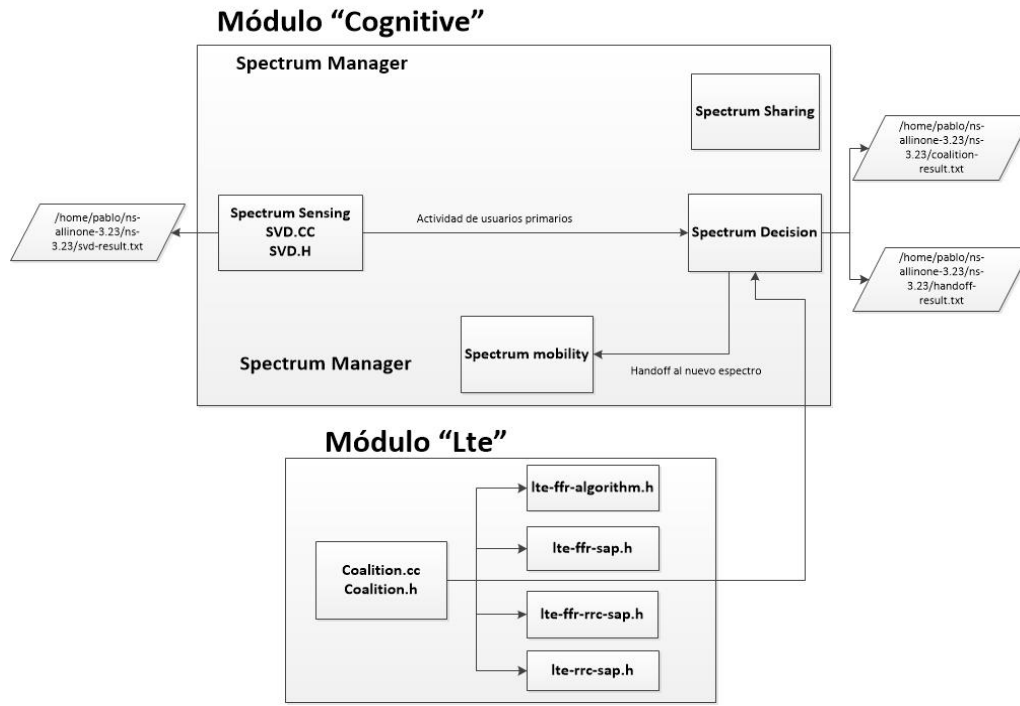 Módulo “Cognitive”
Spectrum Manager
Spectrum Sharing
/home/pablo/ns-
allinone-3.23/ns-
3.23/coalition-
result.txt
/home/pablo/ns-
allinone-3.23/ns-
3.23/svd-result.txt
Spectrum Sensing
SVD.CC
SVD.H
Actividad de usuarios primarios
Spectrum Decision
/home/pablo/ns-
allinone-3.23/ns-
3.23/handoff-
result.txt
Spectrum Manager
Spectrum mobility
Handoff al nuevo espectro
Módulo “Lte”
lte-ffr-algorithm.h
lte-ffr-sap.h
Coalition.cc
Coalition.h
lte-ffr-rrc-sap.h
lte-rrc-sap.h